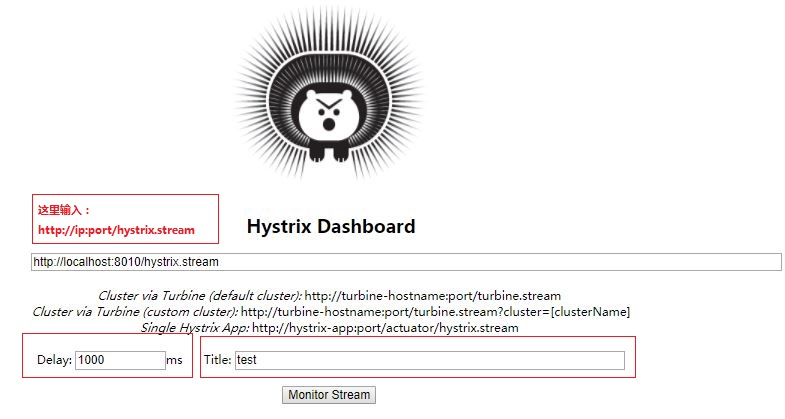 这里输入：
http://ip:port/hystrix.stream
Hystrix Dashboard
http://localhost:8010/hystrix.stream
Cluster via Turbine (default cluster): http://turbine-hostname:port/turbine.stream
Cluster via Turbine (custom cluster): http://turbine-hostname:port/turbine.stream?cluster=[clusterName]
Single Hystrix App: http://hystrix-app:port/actuator/hystrix.stream
Delay: 1000 ms Title: test
Monitor Stream